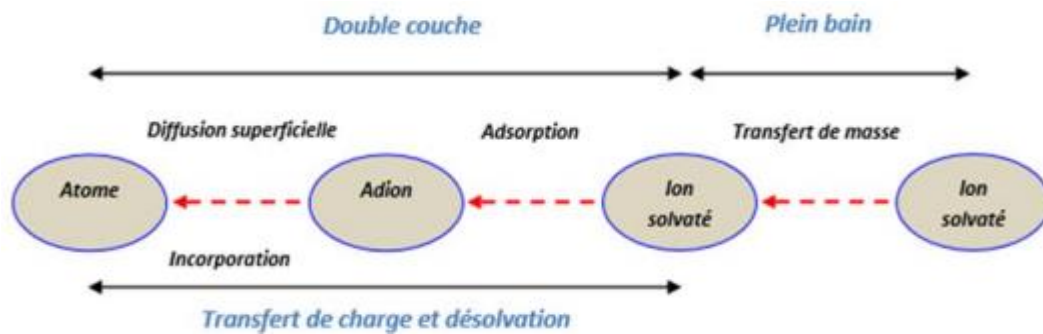 Double couche
Plein bain
Diffusion superficielle
Adsorption
Transfert de masse
Atome
Adion
Ion
solvaté
Ion
solvaté
Incorporation
Transfert de charge et désolvation